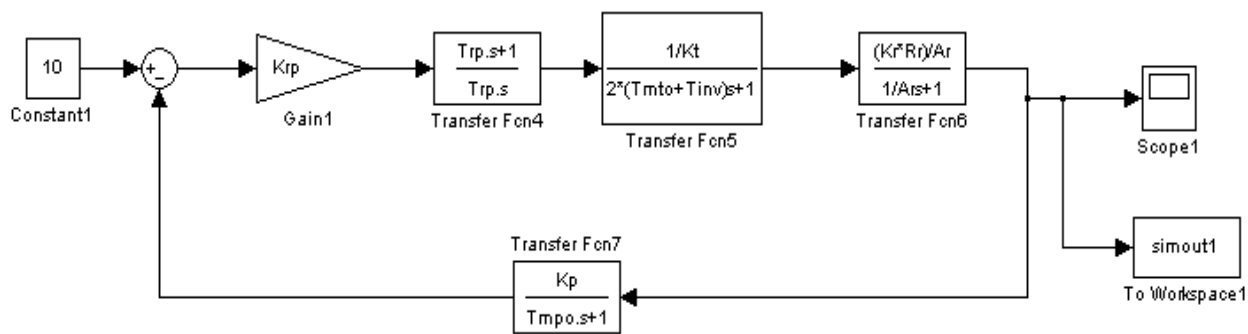 10
Constant1
+
−
Krp
Gain1
Trp.s+1
Trp.s
Transfer Fcn4
1/Kt
2*(Tmto+Tinv)s+1
Transfer Fcn5
(Kr*Rr)/Ar
1/Ars+1
Transfer Fcn6
Scope1
simout1
To Workspace1
Transfer Fcn7
Kp
Tmpo.s+1